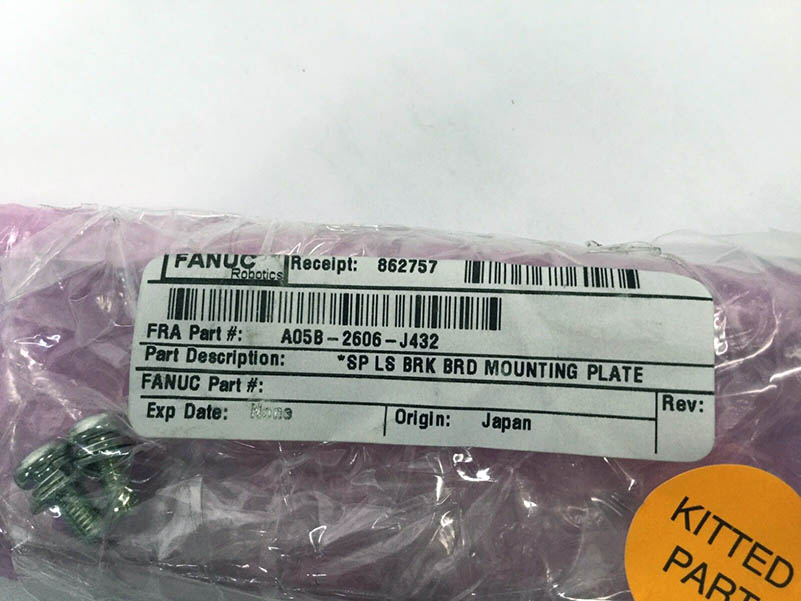 FANUC
Robotics
Receipt: 862757
FRA Part #: A05B-2606-J432
Part Description: *SP LS BRK BRD MOUNTING PLATE
FANUC Part #:
Rev:
Exp Date: None
Origin: Japan
KITTED
PART